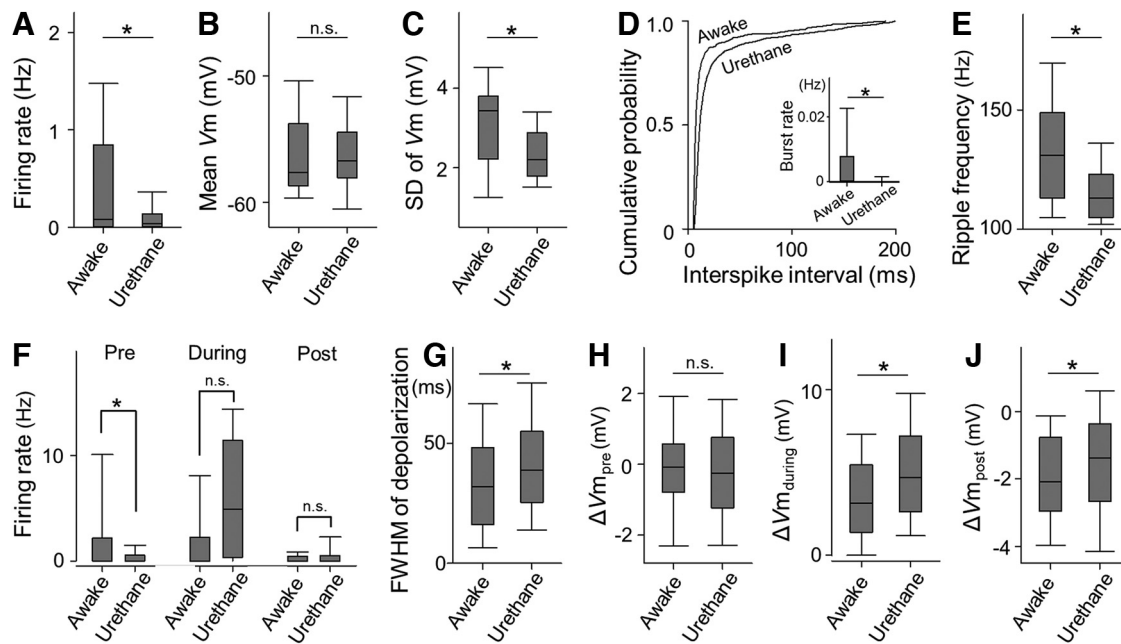 A
Firing rate (Hz)
2
1
0
*
Awake
Urethane
B
Mean Vm (mV)
-50
-60
n.s.
Awake
Urethane
C
SD of Vm (mV)
4
2
*
Awake
Urethane
D
Cumulative probability
1.0
0.5
0
Awake
Urethane
(Hz)
Burst rate
0.02
0
*
Awake
Urethane
0
100
200
Interspike interval (ms)
E
Ripple frequency (Hz)
150
100
*
Awake
Urethane
F
Firing rate (Hz)
10
0
Pre
During
Post
*
n.s.
n.s.
Awake
Urethane
Awake
Urethane
Awake
Urethane
G
FWHM of depolarization
(ms)
50
0
*
Awake
Urethane
H
ΔVmpre (mV)
2
0
-2
n.s.
Awake
Urethane
I
ΔVmduring (mV)
10
0
*
Awake
Urethane
J
ΔVmpost (mV)
0
-2
-4
*
Awake
Urethane